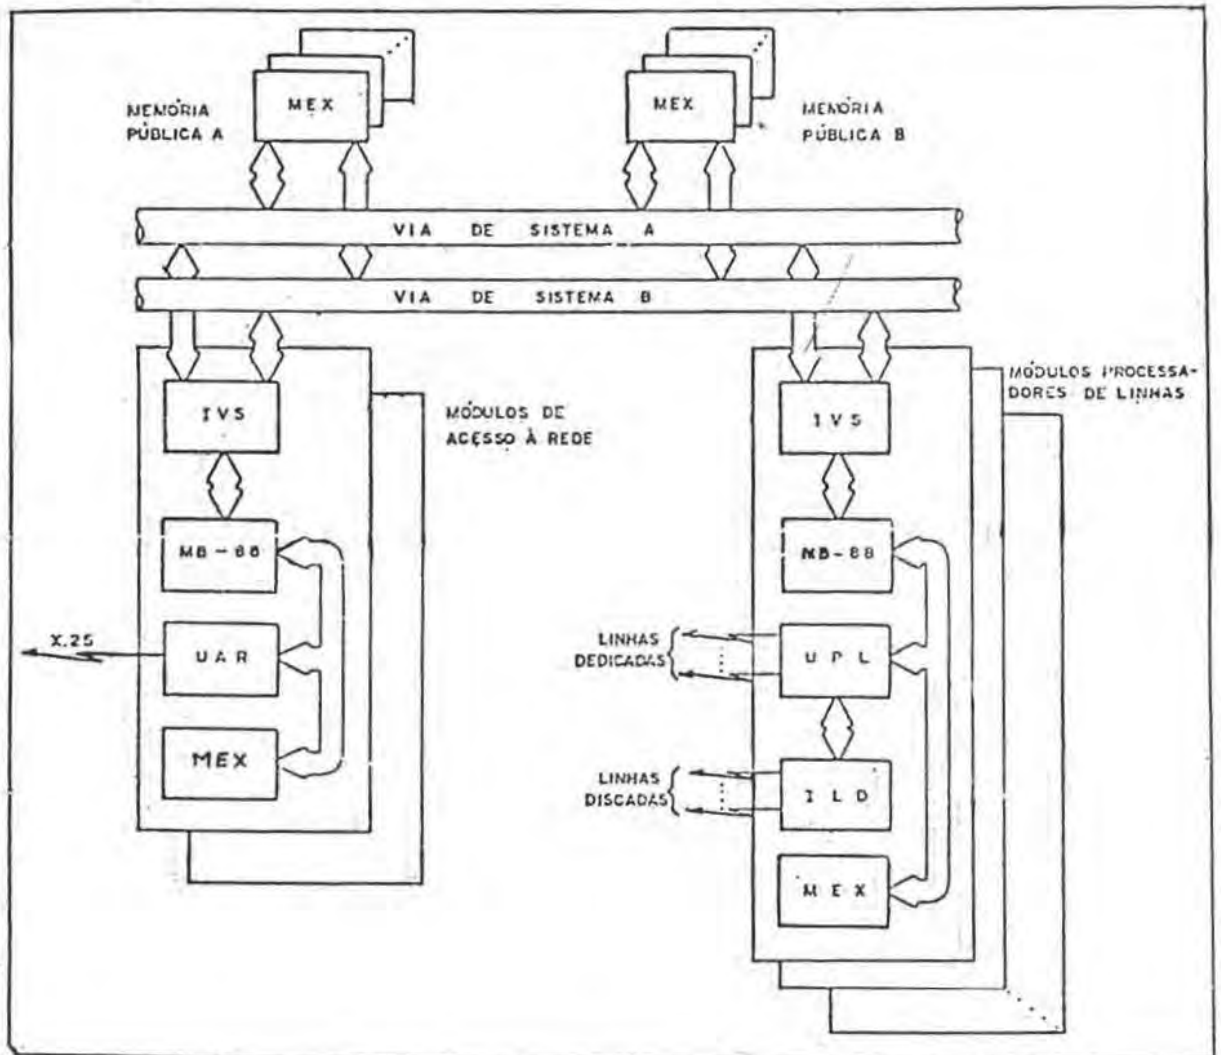 MEX
MEX
MEMÓRIA
PÚBLICA A
MEMÓRIA
PÚBLICA B
VIA DE SISTEMA A
VIA DE SISTEMA B
MÓDULOS PROCESSA-
DORES DE LINHAS
IVS
MÓDULOS DE
ACESSO À REDE
IVS
MB-88
MB-88
X.25
UAR
LINHAS
DEDICADAS
UPL
MEX
LINHAS
DISCADAS
ILD
MEX